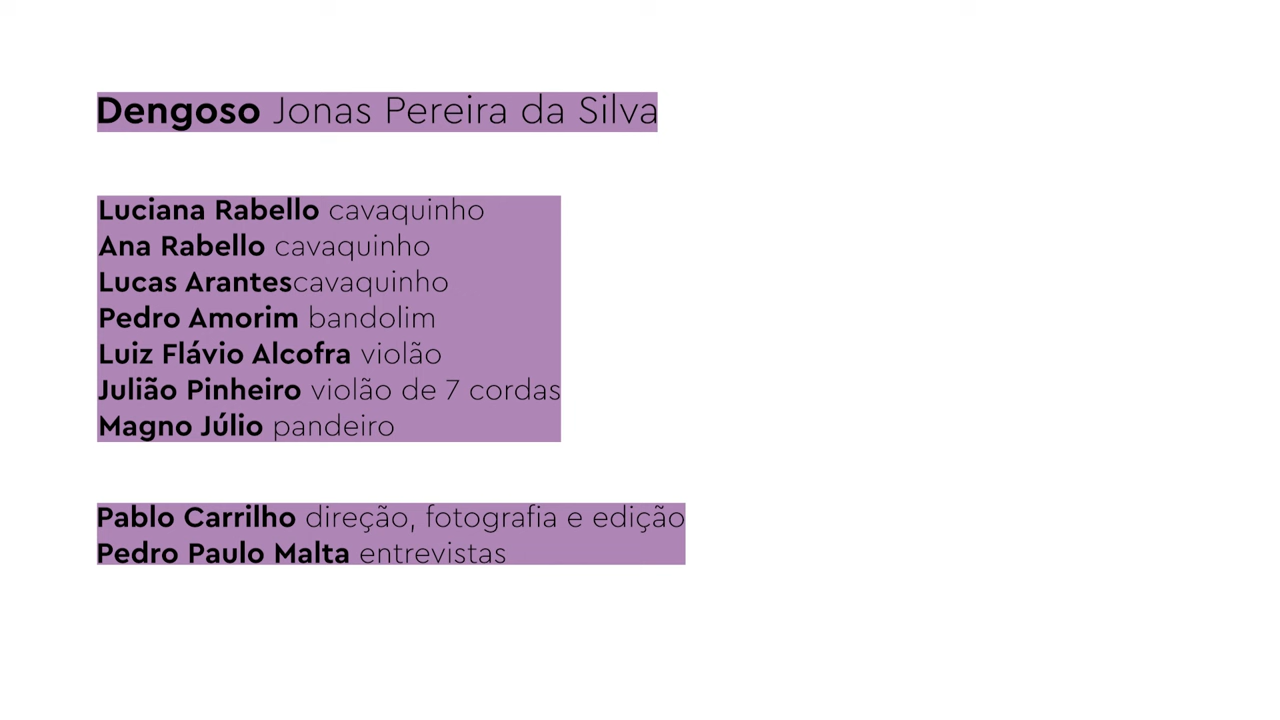 Dengoso Jonas Pereira da Silva
Luciana Rabello cavaquinho
Ana Rabello cavaquinho
Lucas Arantescavaquinho
Pedro Amorim bandolim
Luiz Flávio Alcofra violão
Julião Pinheiro violão de 7 cordas
Magno Júlio pandeiro
Pablo Carrilho direção, fotografia e edição
Pedro Paulo Malta entrevistas